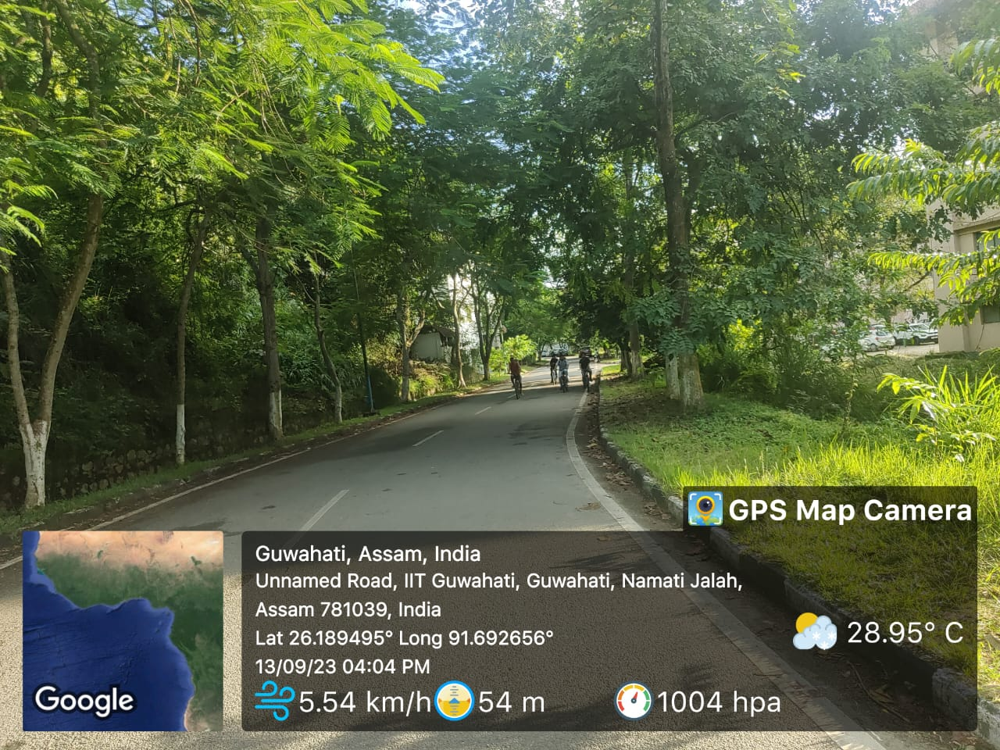 GPS Map Camera
Guwahati, Assam, India
Unnamed Road, IIT Guwahati, Guwahati, Namati Jalah,
Assam 781039, India
Lat 26.189495° Long 91.692656°
13/09/23 04:04 PM
28.95° C
5.54 km/h 54 m 1004 hpa
Google